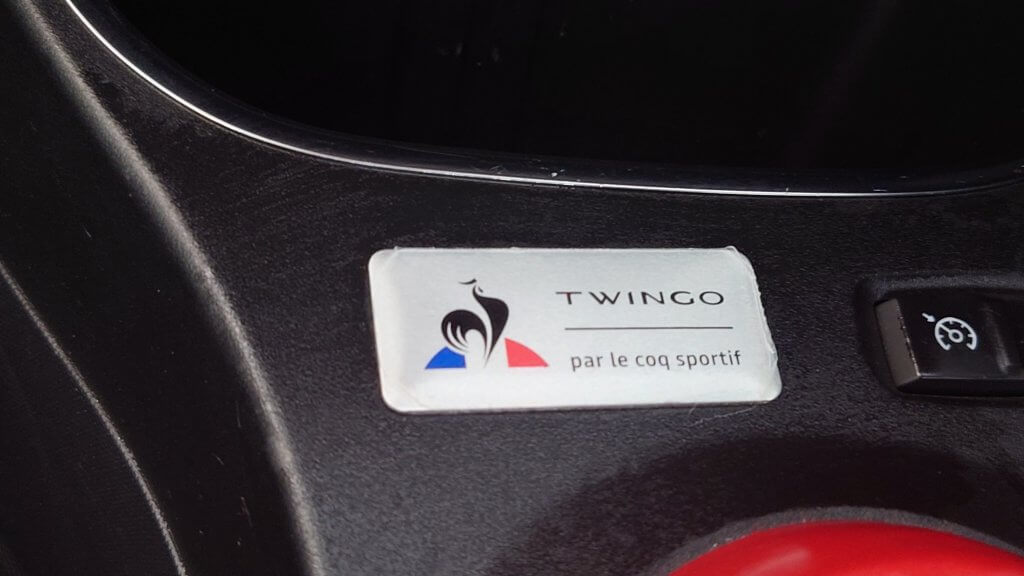 TWINGO
par le coq sportif